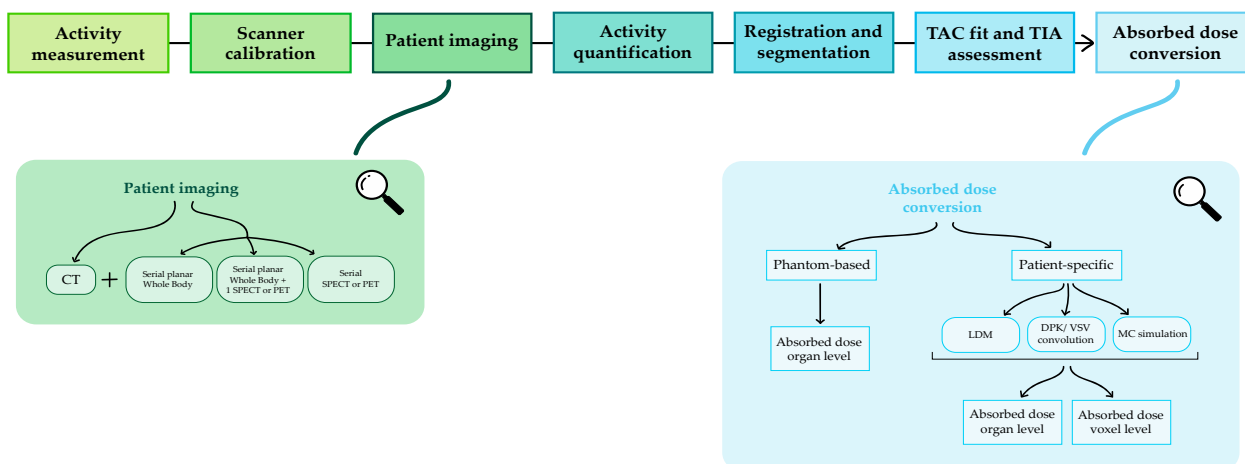 Activity
measurement
Scanner
calibration
Patient imaging
Activity
quantification
Registration and
segmentation
TAC fit and TIA
assessment
Absorbed dose
conversion
Patient imaging
CT
+
Serial planar
Whole Body
Serial planar
Whole Body +
1 SPECT or PET
Serial
SPECT or PET
Absorbed dose
conversion
Phantom-based
Patient-specific
Absorbed dose
organ level
LDM
DPK/ VSV
convolution
MC simulation
Absorbed dose
organ level
Absorbed dose
voxel level